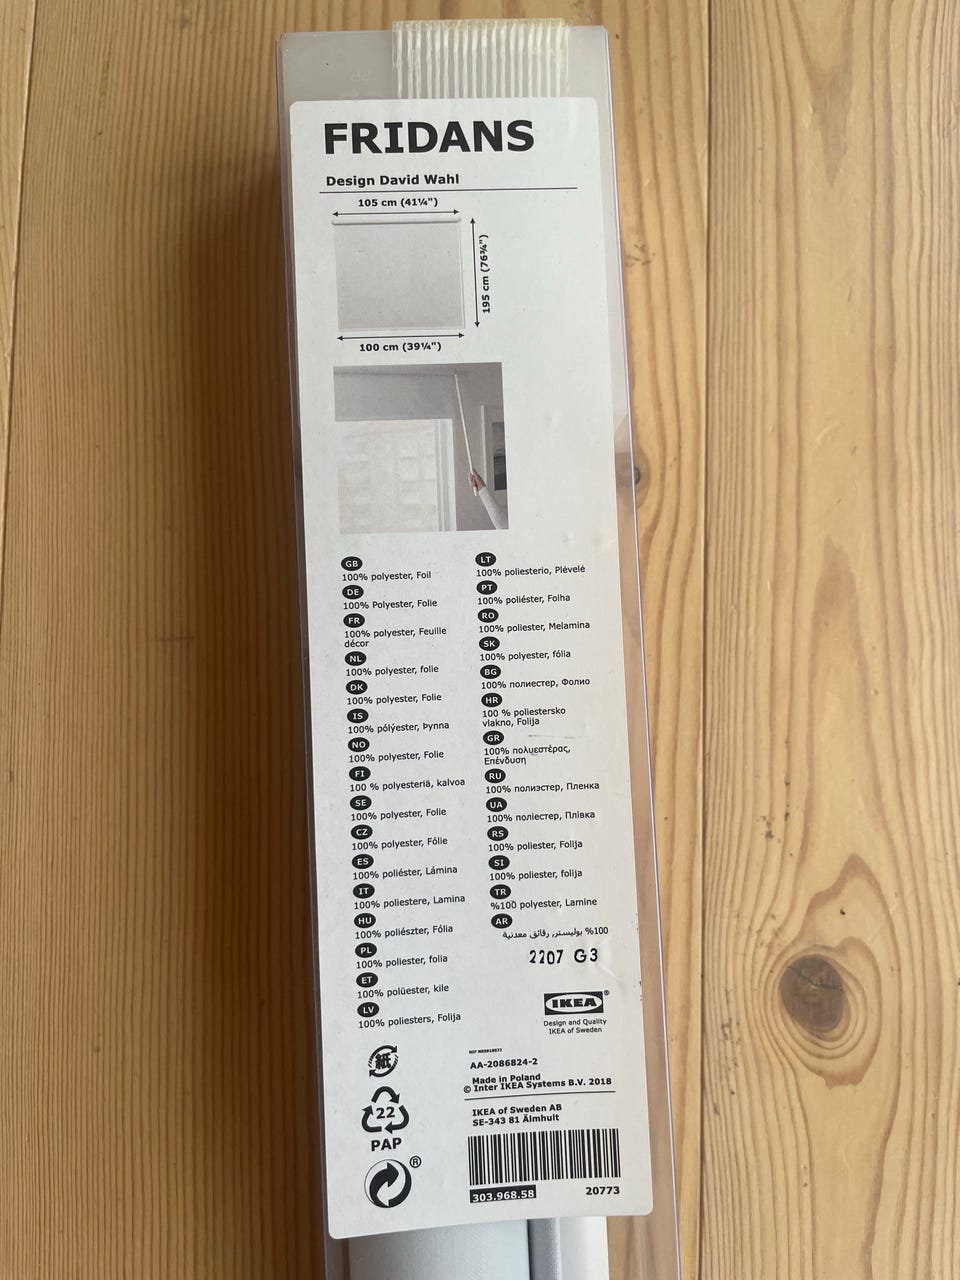 FRIDANS
Design David Wahl
105 cm (41¼")
195 cm (76¾")
100 cm (39¼")
GB
100% polyester, Foil
DE
100% Polyester, Folie
FR
100% polyester, Feuille
décor
NL
100% polyester, folie
DK
100% polyester, Folie
IS
100% pólýester, Þynna
NO
100% polyester, Folie
FI
100 % polyesteriä, kalvoa
SE
100% polyester, Folie
CZ
100% polyester, Fólie
ES
100% poliéster, Lámina
IT
100% poliestere, Lamina
HU
100% poliészter, Fólia
PL
100% poliester, folia
ET
100% polüester, kile
LV
100% poliesters, Folija
LT
100% poliesterio, Plėvelė
PT
100% poliéster, Folha
RO
100% poliester, Melamina
SK
100% polyester, fólia
BG
100% полиестер, Фолио
HR
100 % poliestersko
vlakno, Folija
GR
100% πολυεστέρας,
Επένδυση
RU
100% полиэстер, Пленка
UA
100% поліестер, Плівка
RS
100% poliester, Folija
SI
100% poliester, folija
TR
%100 polyester, Lamine
AR
%100 بوليستر, رقائق معدنية
2207 G3
IKEA®
Design and Quality
IKEA of Sweden
紙
22
PAP
®
AA-2086824-2
Made in Poland
© Inter IKEA Systems B.V. 2018
IKEA of Sweden AB
SE-343 81 Älmhult
303.968.58
20773